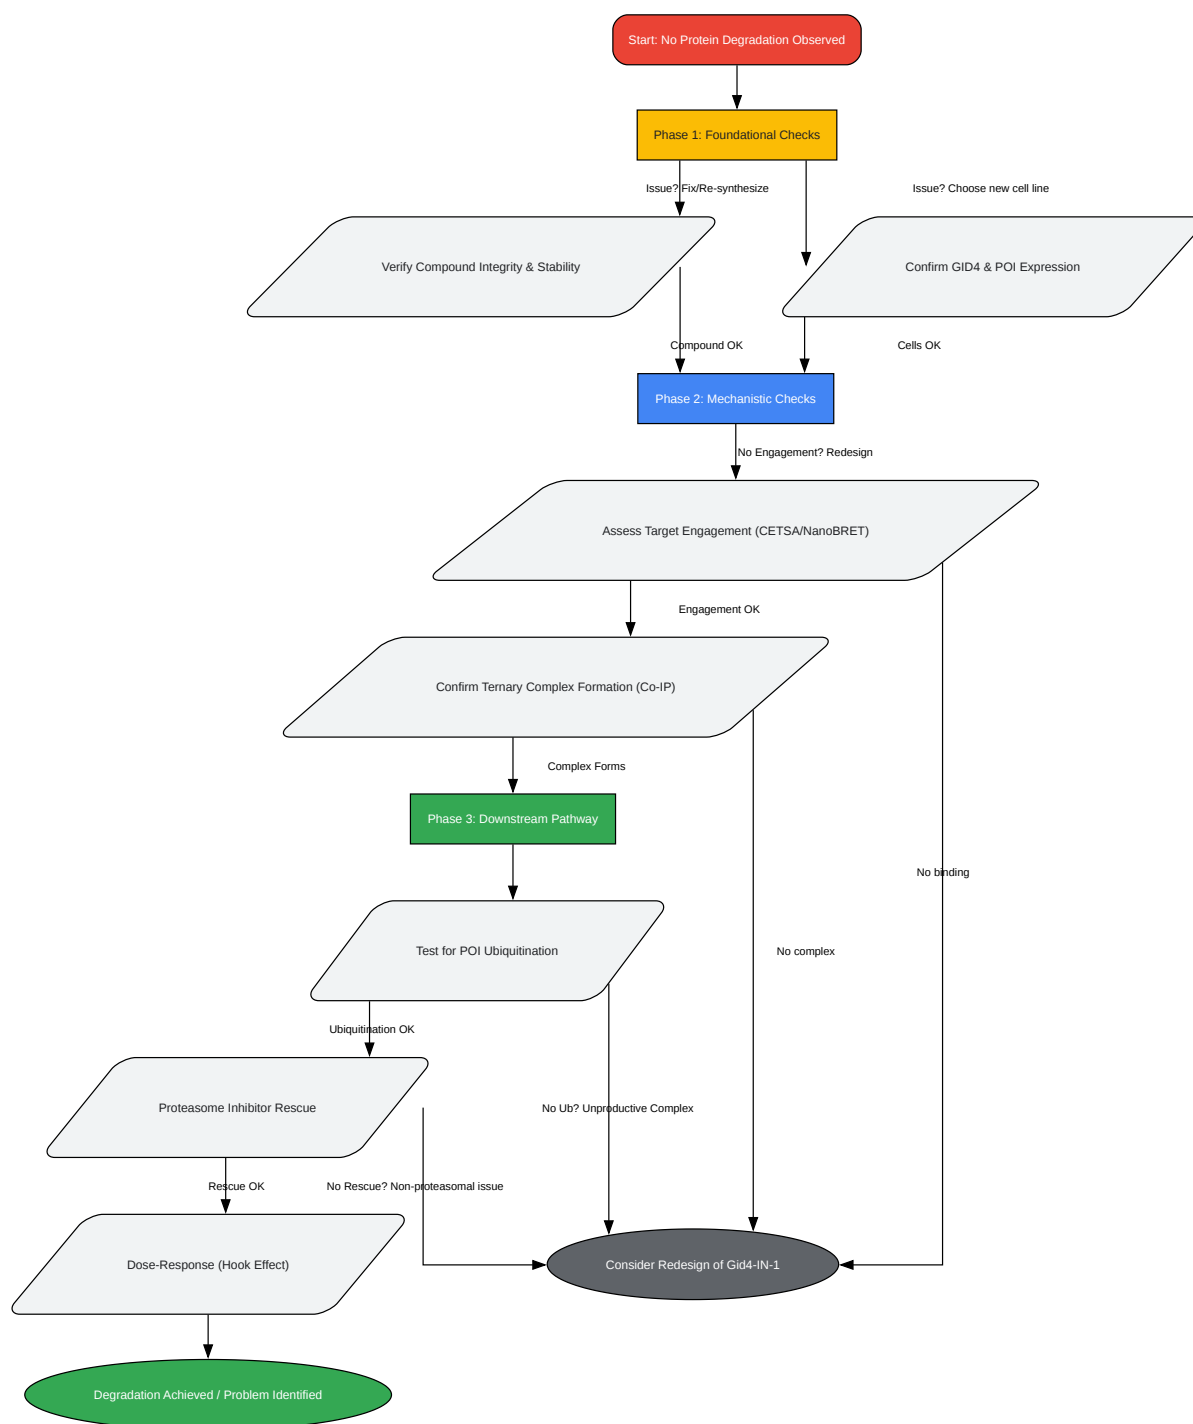 Start: No Protein Degradation Observed
Phase 1: Foundational Checks
Issue? Fix/Re-synthesize
Issue? Choose new cell line
Verify Compound Integrity & Stability
Confirm GID4 & POI Expression
Compound OK
Cells OK
Phase 2: Mechanistic Checks
No Engagement? Redesign
Assess Target Engagement (CETSA/NanoBRET)
Engagement OK
Confirm Ternary Complex Formation (Co-IP)
Complex Forms
Phase 3: Downstream Pathway
No binding
Test for POI Ubiquitination
No complex
Ubiquitination OK
Proteasome Inhibitor Rescue
No Ub? Unproductive Complex
Rescue OK
No Rescue? Non-proteasomal issue
Dose-Response (Hook Effect)
Consider Redesign of Gid4-IN-1
Degradation Achieved / Problem Identified